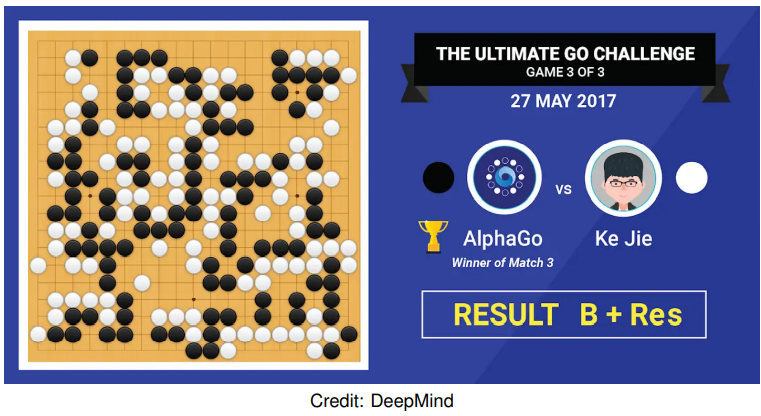 THE ULTIMATE GO CHALLENGE
GAME 3 OF 3
27 MAY 2017
vs
AlphaGo
Ke Jie
Winner of Match 3
RESULT B + Res
Credit: DeepMind